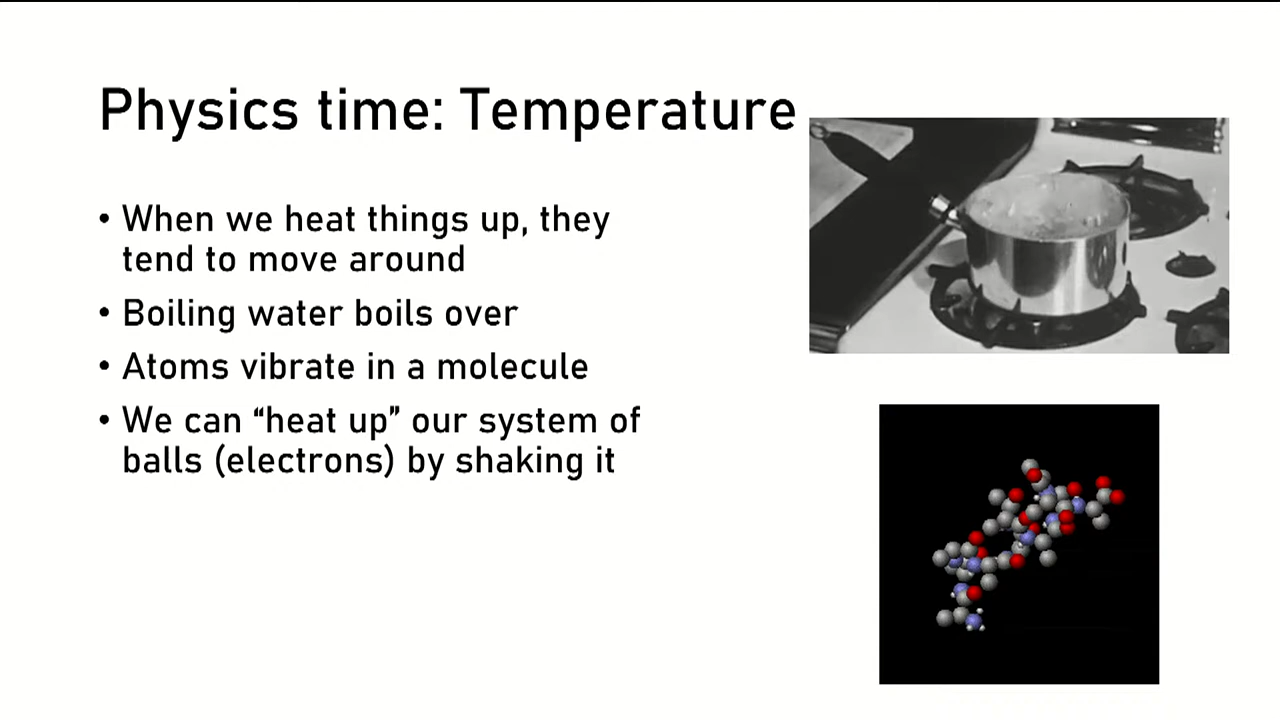 Physics time: Temperature
• When we heat things up, they
tend to move around
• Boiling water boils over
• Atoms vibrate in a molecule
• We can “heat up” our system of
balls (electrons) by shaking it